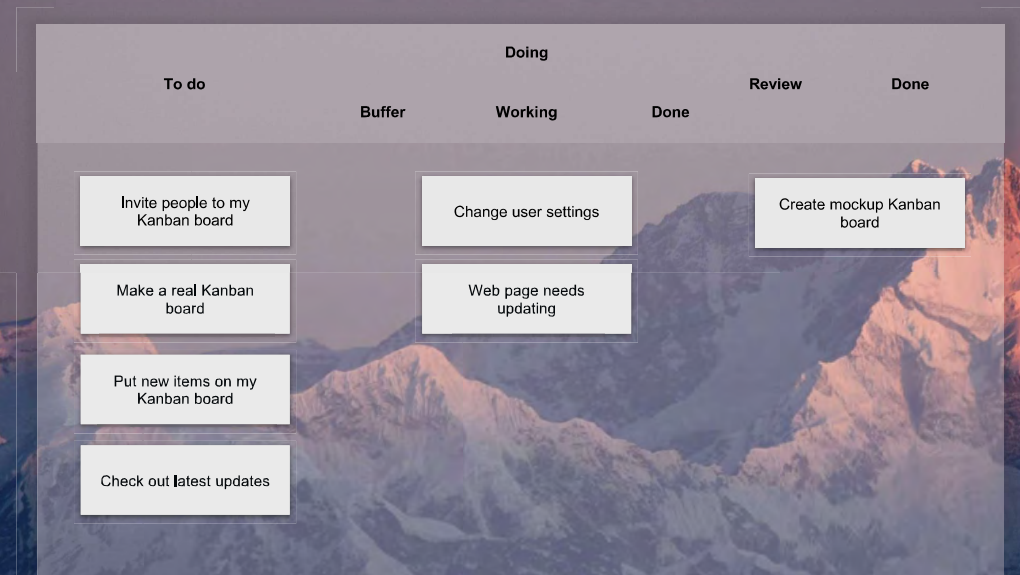 Doing
To do
Review
Done
Buffer
Working
Done
Invite people to my
Kanban board
Change user settings
Create mockup Kanban
board
Make a real Kanban
board
Web page needs
updating
Put new items on my
Kanban board
Check out latest updates